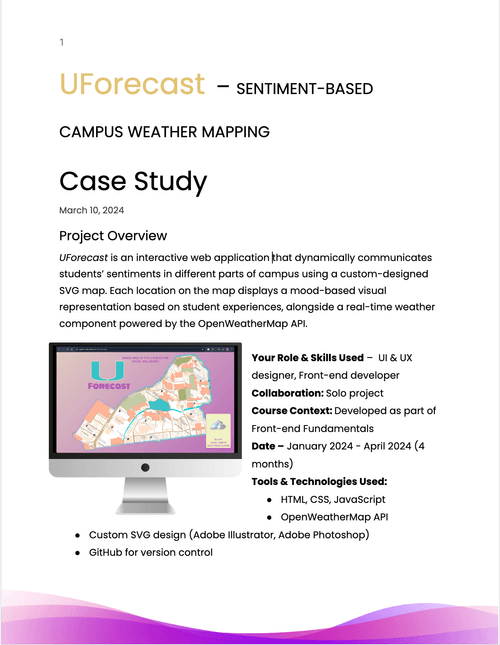 1
UForecast – SENTIMENT-BASED
CAMPUS WEATHER MAPPING
Case Study
March 10, 2024
Project Overview
UForecast is an interactive web application that dynamically communicates
students’ sentiments in different parts of campus using a custom-designed
SVG map. Each location on the map displays a mood-based visual
representation based on student experiences, alongside a real-time weather
component powered by the OpenWeatherMap API.
U
FORECAST
Your Role & Skills Used – UI & UX
designer, Front-end developer
Collaboration: Solo project
Course Context: Developed as part of
Front-end Fundamentals
Date – January 2024 - April 2024 (4
months)
Tools & Technologies Used:
● HTML, CSS, JavaScript
● OpenWeatherMap API
● Custom SVG design (Adobe Illustrator, Adobe Photoshop)
● GitHub for version control